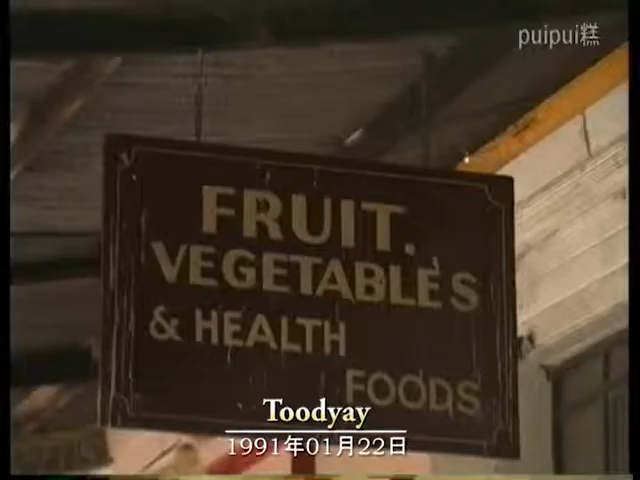 puipui糕
FRUIT.
VEGETABLES
& HEALTH
FOODS
Toodyay
1991年01月22日